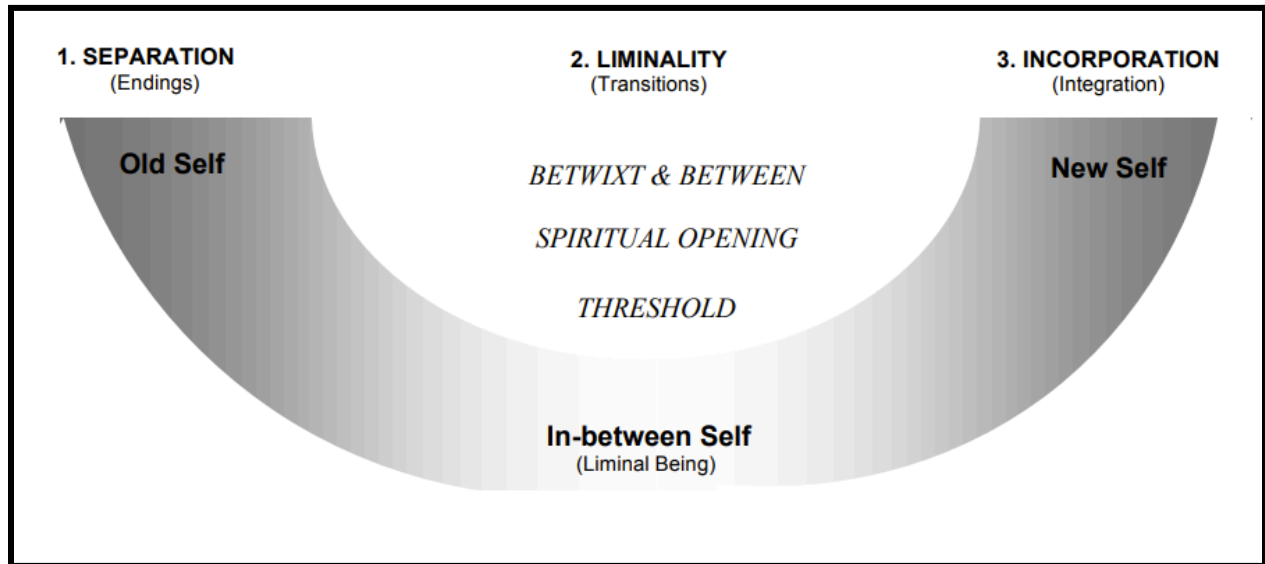 1. SEPARATION
(Endings)
2. LIMINALITY
(Transitions)
3. INCORPORATION
(Integration)
Old Self
BETWIXT & BETWEEN
SPIRITUAL OPENING
THRESHOLD
New Self
In-between Self
(Liminal Being)